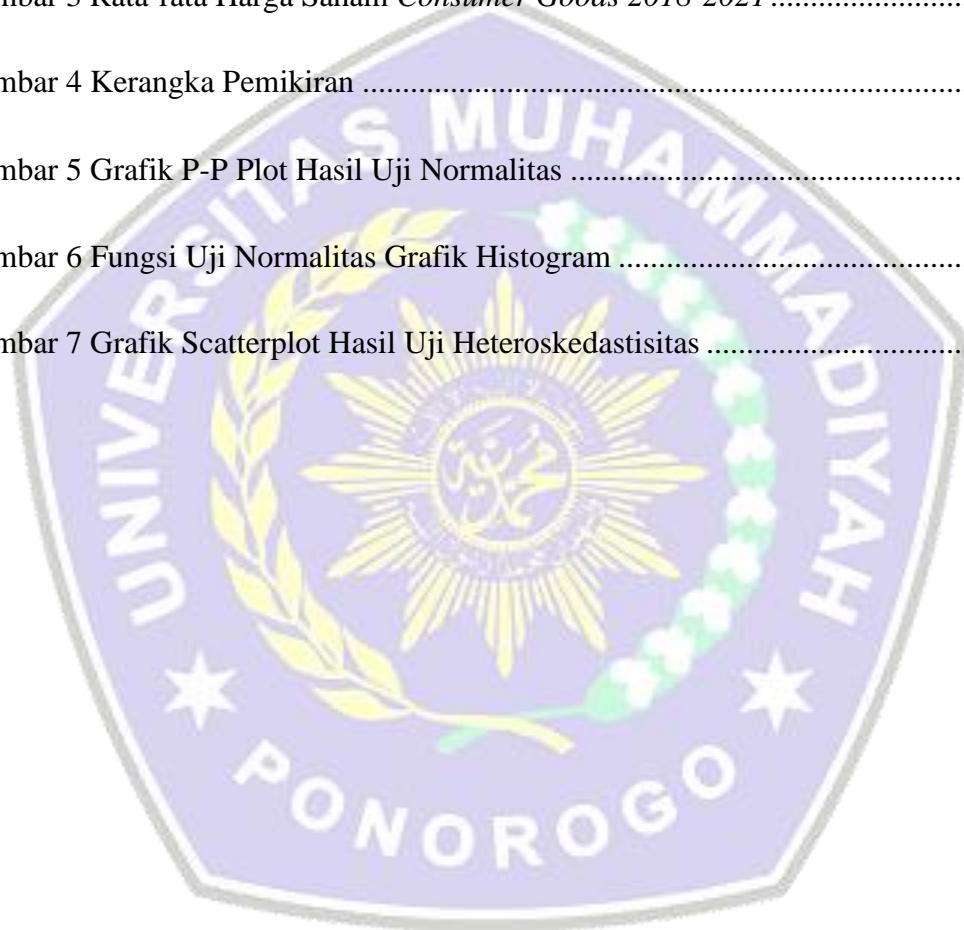 mbar 3 Rata-rata Harga Saham Consumer Goods 2018-2021 ........................
mbar 4 Kerangka Pemikiran ..........................................................................
mbar 5 Grafik P-P Plot Hasil Uji Normalitas ................................................
mbar 6 Fungsi Uji Normalitas Grafik Histogram ..........................................
mbar 7 Grafik Scatterplot Hasil Uji Heteroskedastisitas ...............................
UNIVERSITAS MUHAMMADIYAH
PONOROGO
محمدية